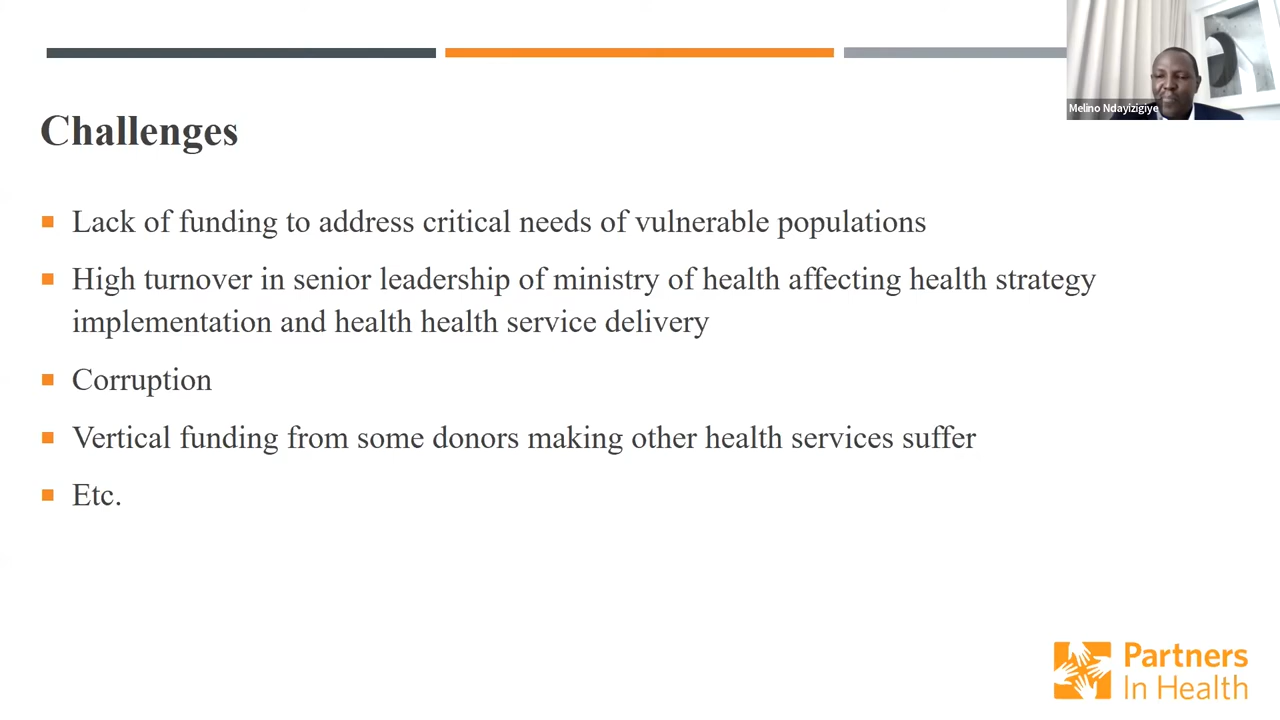 Melino Ndayizigiye
Challenges
Lack of funding to address critical needs of vulnerable populations
High turnover in senior leadership of ministry of health affecting health strategy
implementation and health health service delivery
Corruption
Vertical funding from some donors making other health services suffer
Etc.
Partners
In Health